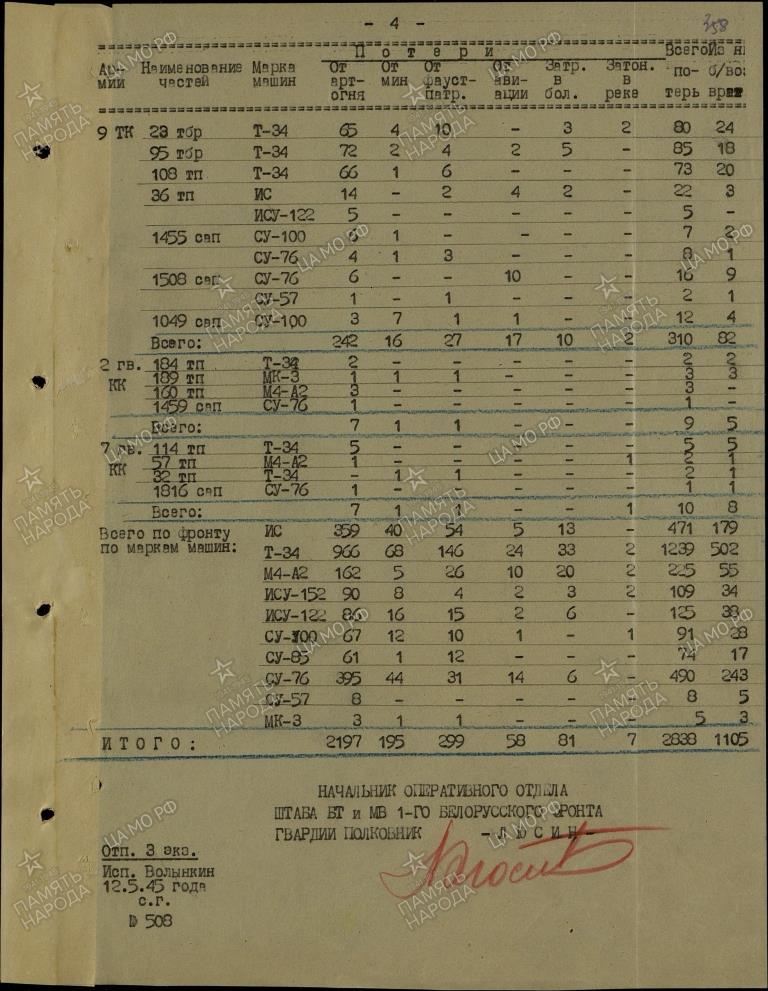 - 4 -
358
П о т е р и
Ар-мии Наименование частей Марка машин От арт-огня От мин От фауст-патр. От ави-ации Затр. в бол. Затон. в реке Всего по-терь Из н б/воз врат
9 ТК 23 тбр Т-34 65 4 10 - 3 2 80 24
95 тбр Т-34 72 2 4 2 5 - 85 18
108 тп Т-34 66 1 6 - - - 73 20
36 тп ИС 14 - 2 4 2 - 22 3
ИСУ-122 5 - - - - - 5 -
1455 сап СУ-100 6 1 - - - 7 2
СУ-76 4 1 3 - - - 8 1
1508 сап СУ-76 6 - - 10 - - 16 9
СУ-57 1 - 1 - - - 2 1
1049 сап СУ-100 3 7 1 1 - - 12 4
Всего: 242 16 27 17 10 2 310 82
2 гв. 184 тп Т-34 2 - - - - - 2 2
КК 189 тп МК-3 1 1 1 - - - 3 3
160 тп М4-А2 3 - - - - - 3 -
1459 сап СУ-76 1 - - - - - 1 -
Всего: 7 1 1 - - - 9 5
7 гв. 114 тп Т-34 5 - - - - - 5 5
57 тп М4-А2 1 - - - - 1 2 1
КК 32 тп Т-34 - 1 1 - - - 2 1
1816 сап СУ-76 1 - - - - - 1 1
Всего: 7 1 1 - - 1 10 8
Всего по фронту ИС 359 40 54 5 13 - 471 179
по маркам машин: Т-34 966 68 146 24 33 2 1239 502
М4-А2 162 5 26 10 20 2 225 55
ИСУ-152 90 8 4 2 3 2 109 34
ИСУ-122 86 16 15 2 6 - 125 38
СУ-100 67 12 10 1 - 1 91 28
СУ-85 61 1 12 - - - 74 17
СУ-76 395 44 31 14 6 - 490 243
СУ-57 8 - - - - - 8 5
МК-3 3 1 1 - - - 5 3
И Т О Г О : 2197 195 299 58 81 7 2838 1105
НАЧАЛЬНИК ОПЕРАТИВНОГО ОТДЕЛА
ШТАБА БТ и МВ 1-ГО БЕЛОРУССКОГО ФРОНТА
ГВАРДИИ ПОЛКОВНИК - Л Ю С И Н -
Отп. 3 экз.
Исп. Волынкин
12.5.45 года
с.г.
№ 508
ПАМЯТЬ НАРОДА
ЦАМО РФ